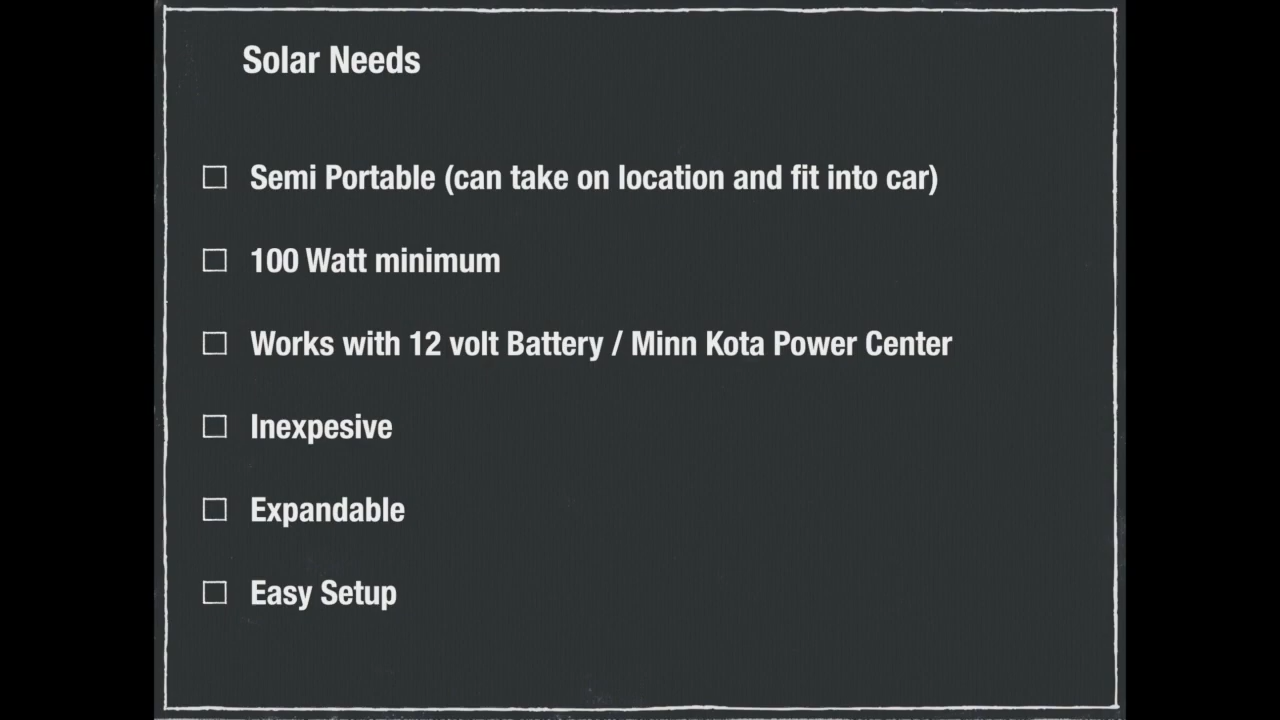 Solar Needs
Semi Portable (can take on location and fit into car)
100 Watt minimum
Works with 12 volt Battery / Minn Kota Power Center
Inexpesive
Expandable
Easy Setup